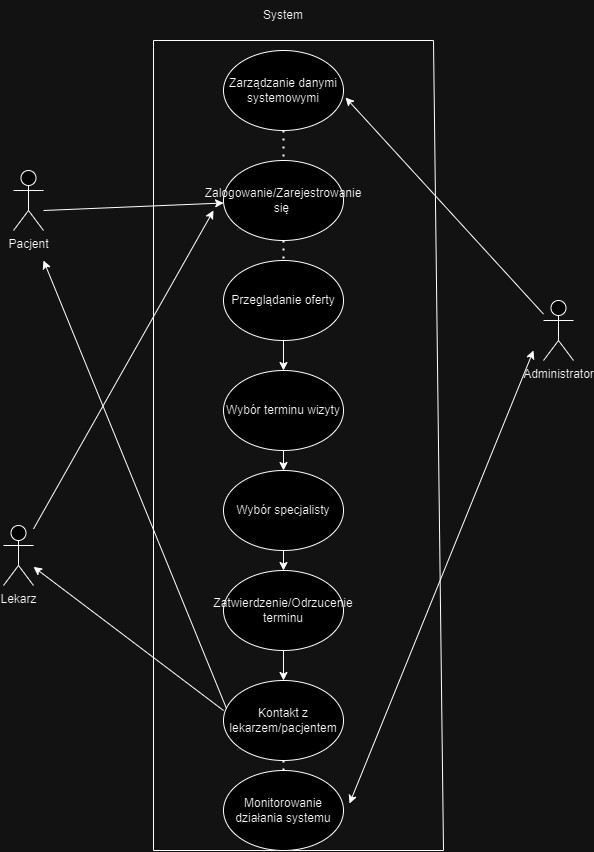 System
Zarządzanie danymi
systemowymi
Zalogowanie/Zarejestrowanie
się
Pacjent
Przeglądanie oferty
Administrator
Wybór terminu wizyty
Wybór specjalisty
Lekarz
Zatwierdzenie/Odrzucenie
terminu
Kontakt z
lekarzem/pacjentem
Monitorowanie
działania systemu